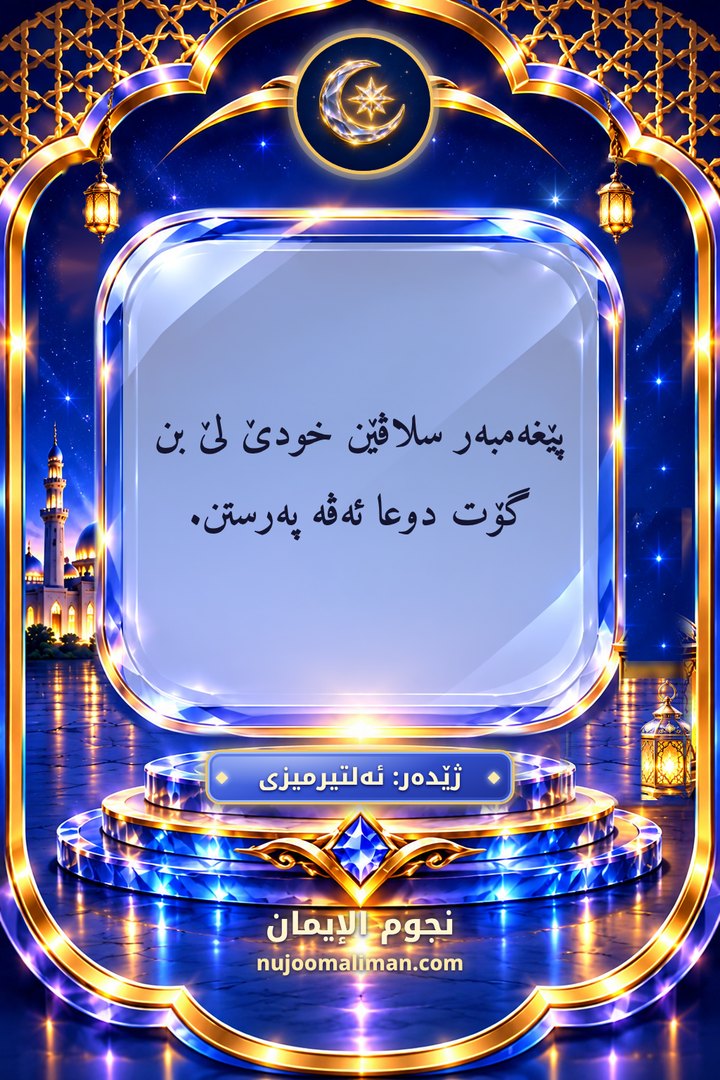 پێغەمبەر سلاڤێن خودێ لێ بن
گۆت دوعا ئەڤە پەرستن.
ژێدەر: ئەلتیرمیزی
نجوم الإيمان
nujoomaliman.com